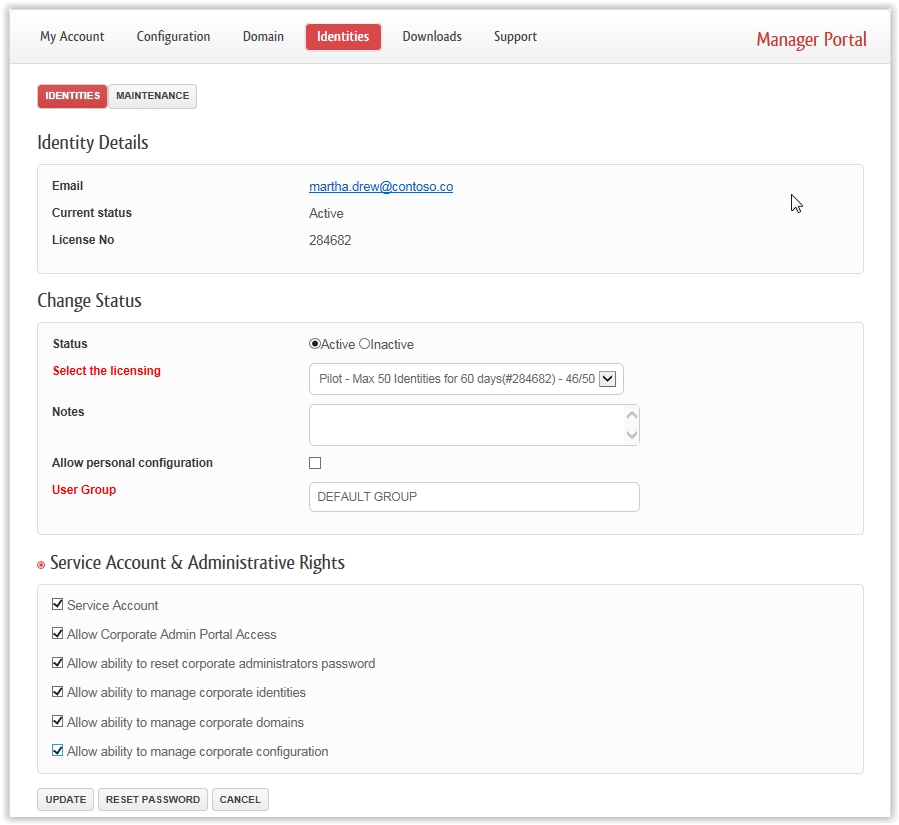 My Account Configuration Domain Identities Downloads Support Manager Portal
IDENTITIES MAINTENANCE
Identity Details
Email martha.drew@contoso.co
Current status Active
License No 284682
Change Status
Status Active Inactive
Select the licensing Pilot - Max 50 Identities for 60 days(#284682) - 46/50
Notes
Allow personal configuration
User Group DEFAULT GROUP
Service Account & Administrative Rights
Service Account
Allow Corporate Admin Portal Access
Allow ability to reset corporate administrators password
Allow ability to manage corporate identities
Allow ability to manage corporate domains
Allow ability to manage corporate configuration
UPDATE RESET PASSWORD CANCEL